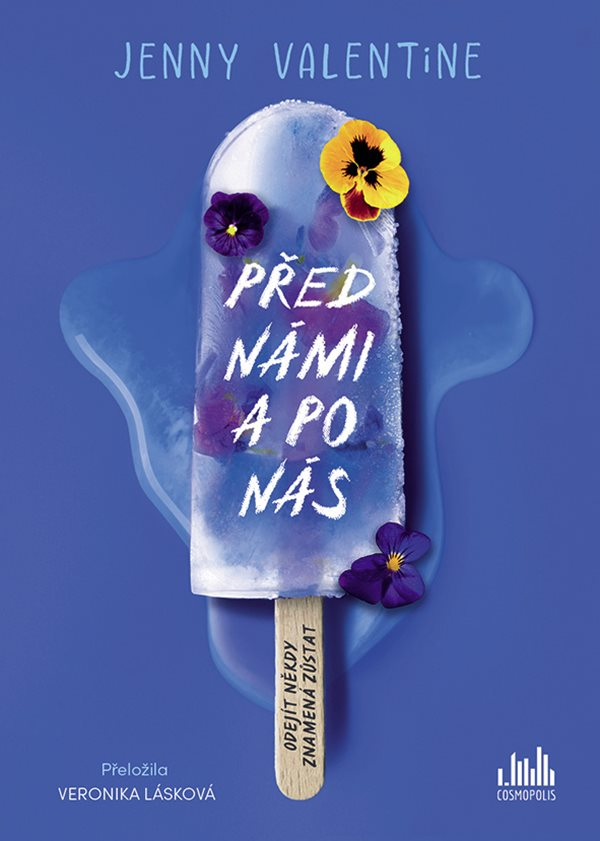 JENNY VALENTiNE
PŘED
NÁMI
A PO
NÁS
ODEJÍT NĚKDY
ZNAMENÁ ZŮSTAT
Přeložila
VERONIKA LÁSKOVÁ
COSMOPOLIS